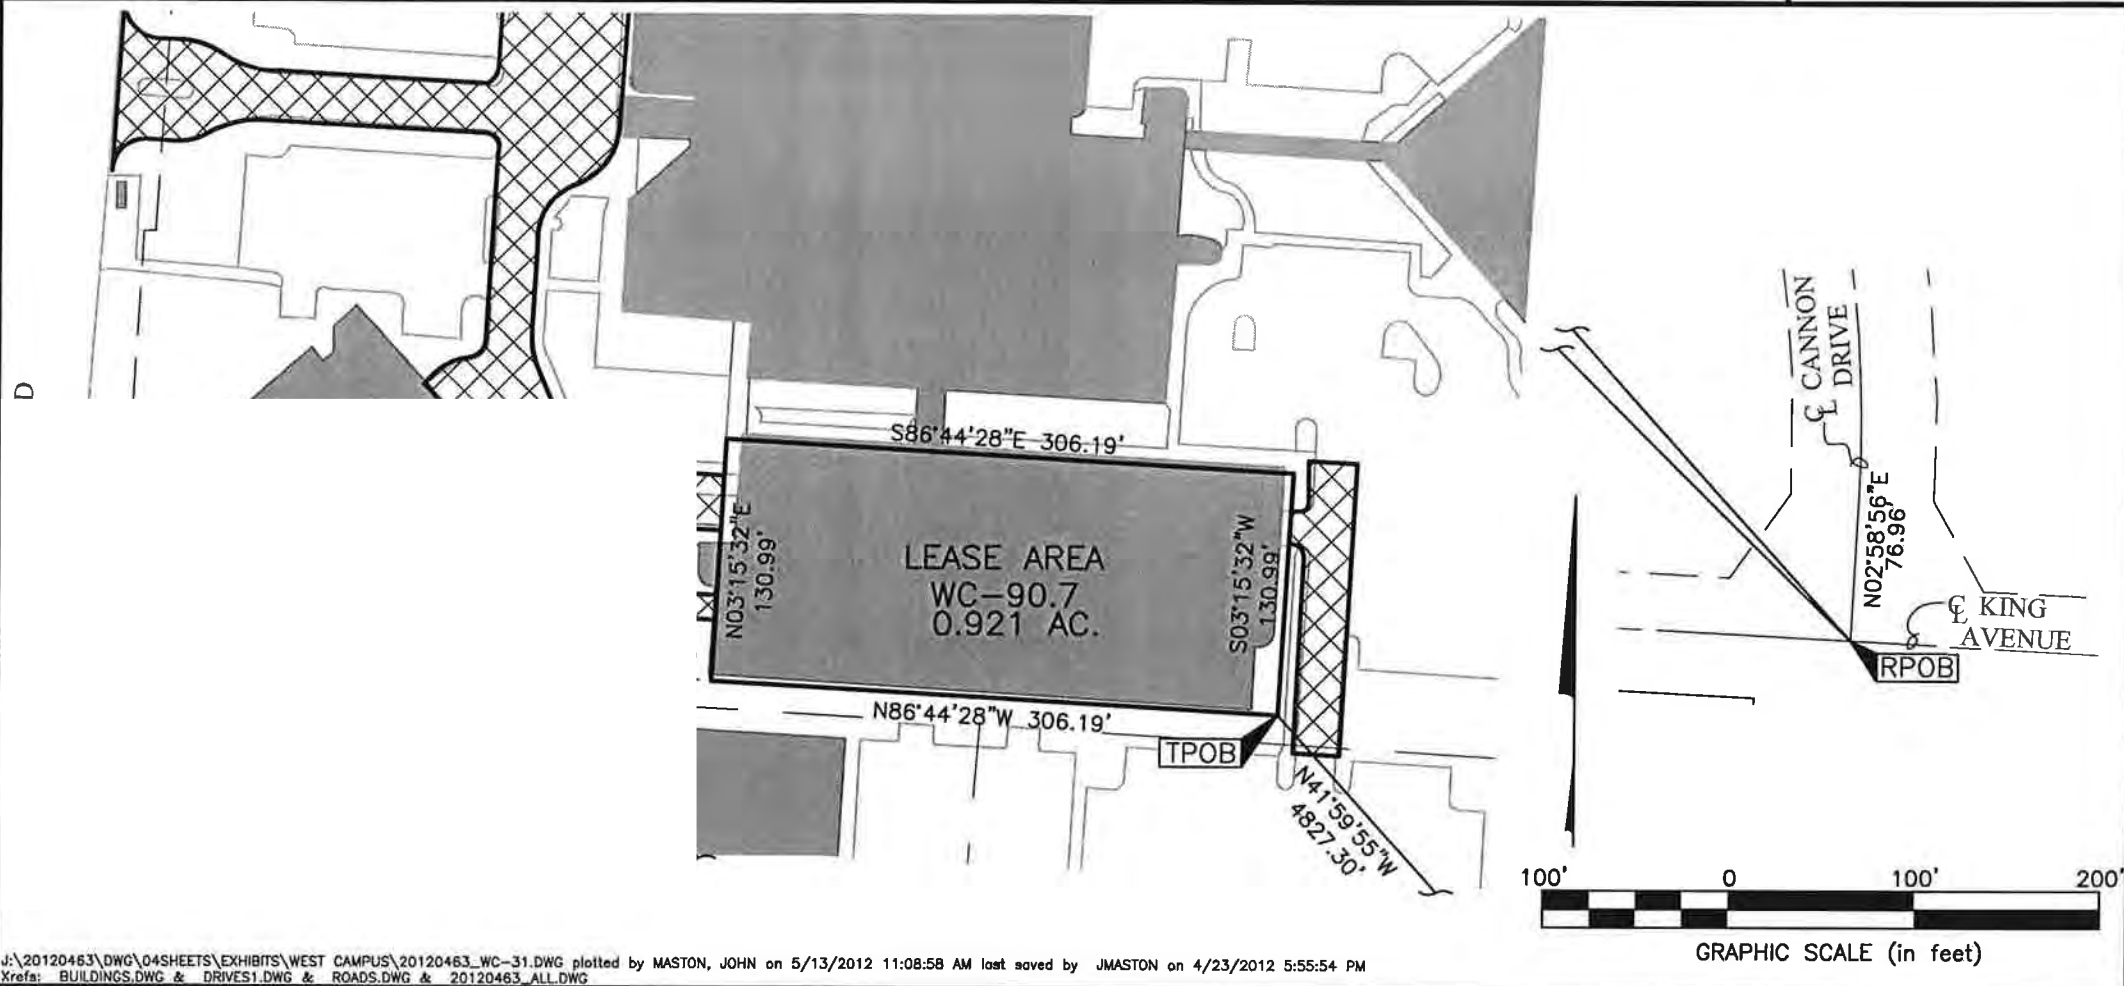 D
S86°44'28"E 306.19'
N03°15'32"E
130.99'
LEASE AREA
WC-90.7
0.921 AC.
S03°15'32"W
130.99'
N86°44'28"W 306.19'
TPOB
N41°59'55"W
4827.30'
℄ CANNON
DRIVE
N02°58'56"E
76.96'
℄ KING
AVENUE
RPOB
100' 0 100' 200'
GRAPHIC SCALE (in feet)
J:\20120463\DWG\04SHEETS\EXHIBITS\WEST CAMPUS\20120463_WC-31.DWG plotted by MASTON, JOHN on 5/13/2012 11:08:58 AM last saved by JMASTON on 4/23/2012 5:55:54 PM
Xrefs: BUILDINGS.DWG & DRIVES1.DWG & ROADS.DWG & 20120463_ALL.DWG